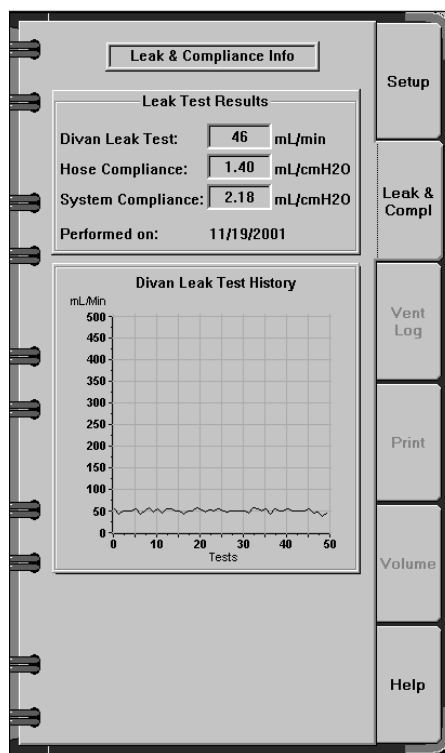 Leak & Compliance Info
Leak Test Results
Divan Leak Test: 46 mL/min
Hose Compliance: 1.40 mL/cmH2O
System Compliance: 2.18 mL/cmH2O
Performed on: 11/19/2001
Divan Leak Test History
mL/Min
500
450
400
350
300
250
200
150
100
50
0
0 10 20 30 40 50
Tests
Setup
Leak &
Compl
Vent
Log
Print
Volume
Help